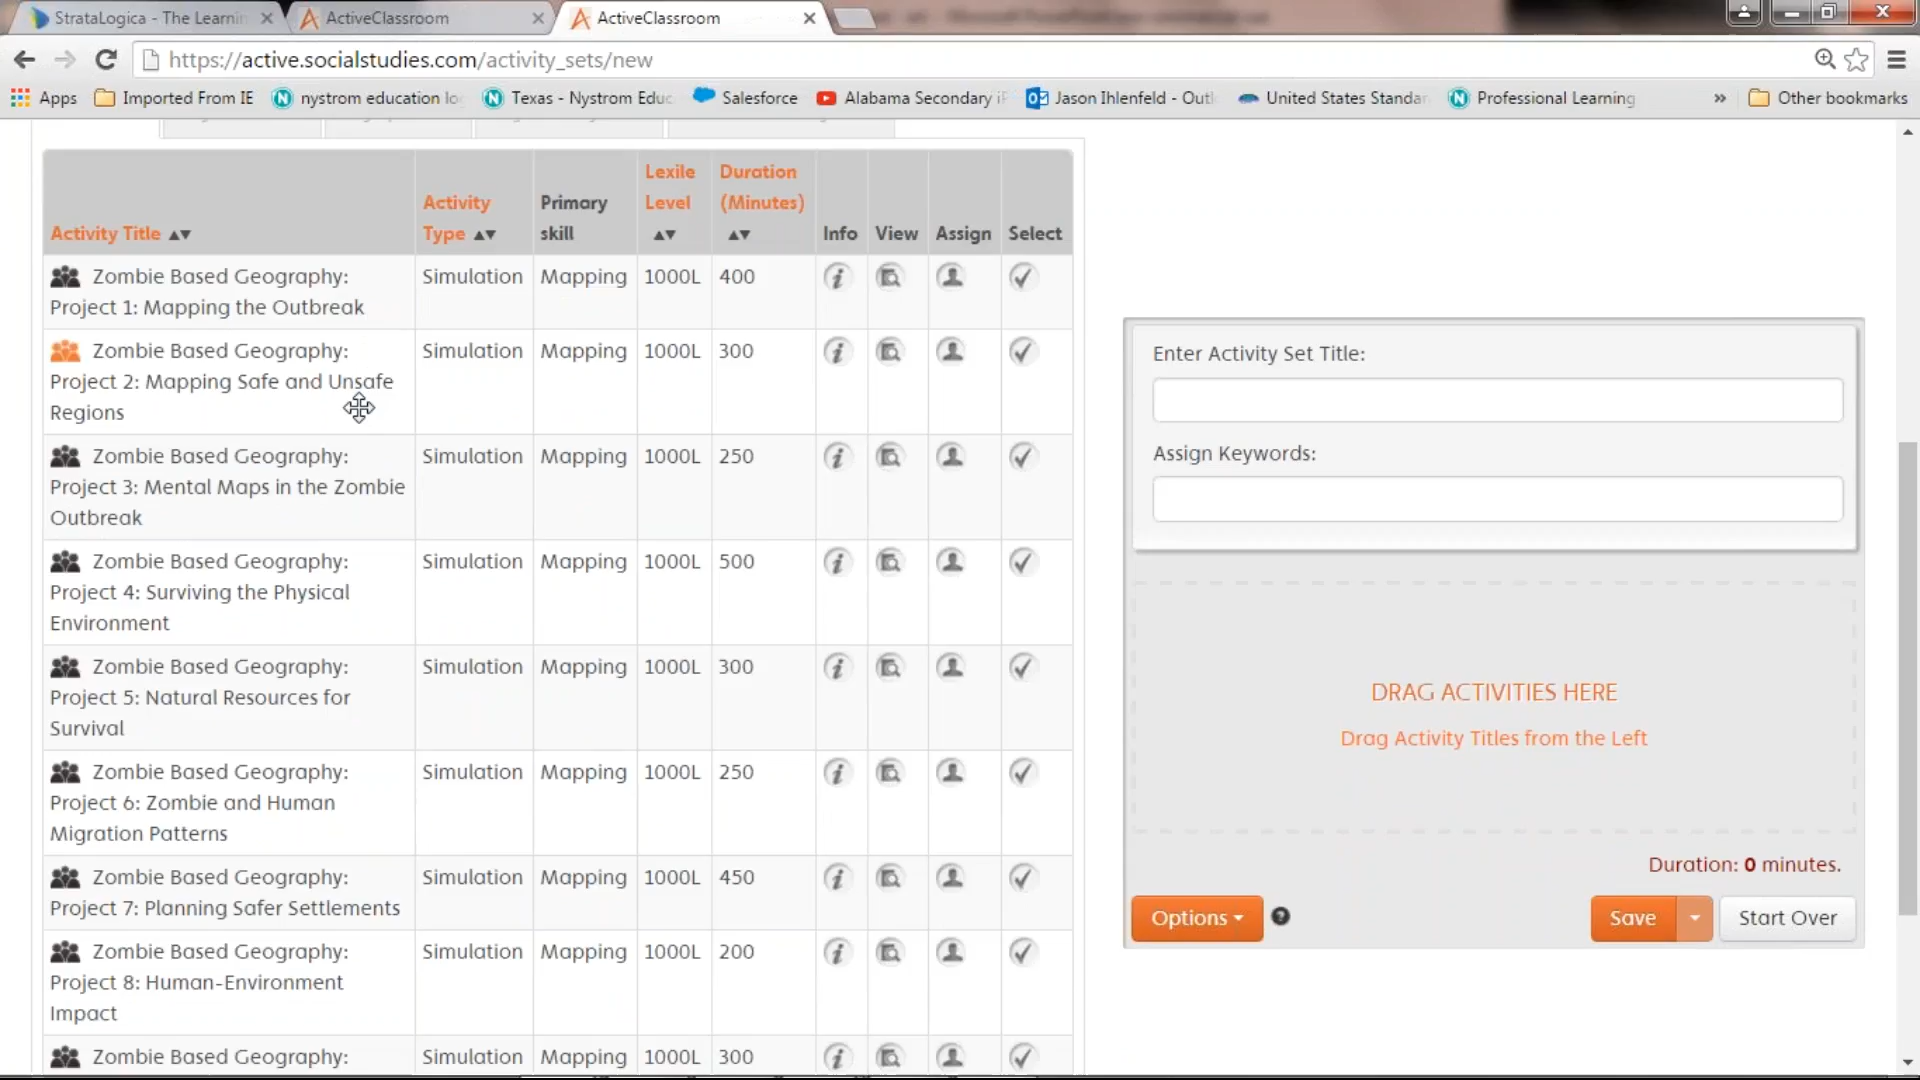 StrataLogica - The Learnin
ActiveClassroom
ActiveClassroom
https://active.socialstudies.com/activity_sets/new
Apps
Imported From IE
nystrom education lo
Texas - Nystrom Educ
Salesforce
Alabama Secondary i
Jason Ihlenfeld - Out
United States Standar
Professional Learning
»
Other bookmarks
Activity Title
Activity
Type
Primary
skill
Lexile
Level
Duration
(Minutes)
Info
View
Assign
Select
Zombie Based Geography: Simulation Mapping 1000L 400
Project 1: Mapping the Outbreak
Zombie Based Geography: Simulation Mapping 1000L 300
Project 2: Mapping Safe and Unsafe
Regions
Zombie Based Geography: Simulation Mapping 1000L 250
Project 3: Mental Maps in the Zombie
Outbreak
Zombie Based Geography: Simulation Mapping 1000L 500
Project 4: Surviving the Physical
Environment
Zombie Based Geography: Simulation Mapping 1000L 300
Project 5: Natural Resources for
Survival
Zombie Based Geography: Simulation Mapping 1000L 250
Project 6: Zombie and Human
Migration Patterns
Zombie Based Geography: Simulation Mapping 1000L 450
Project 7: Planning Safer Settlements
Zombie Based Geography: Simulation Mapping 1000L 200
Project 8: Human-Environment
Impact
Zombie Based Geography: Simulation Mapping 1000L 300
Enter Activity Set Title:
Assign Keywords:
DRAG ACTIVITIES HERE
Drag Activity Titles from the Left
Duration: 0 minutes.
Options
Save
Start Over